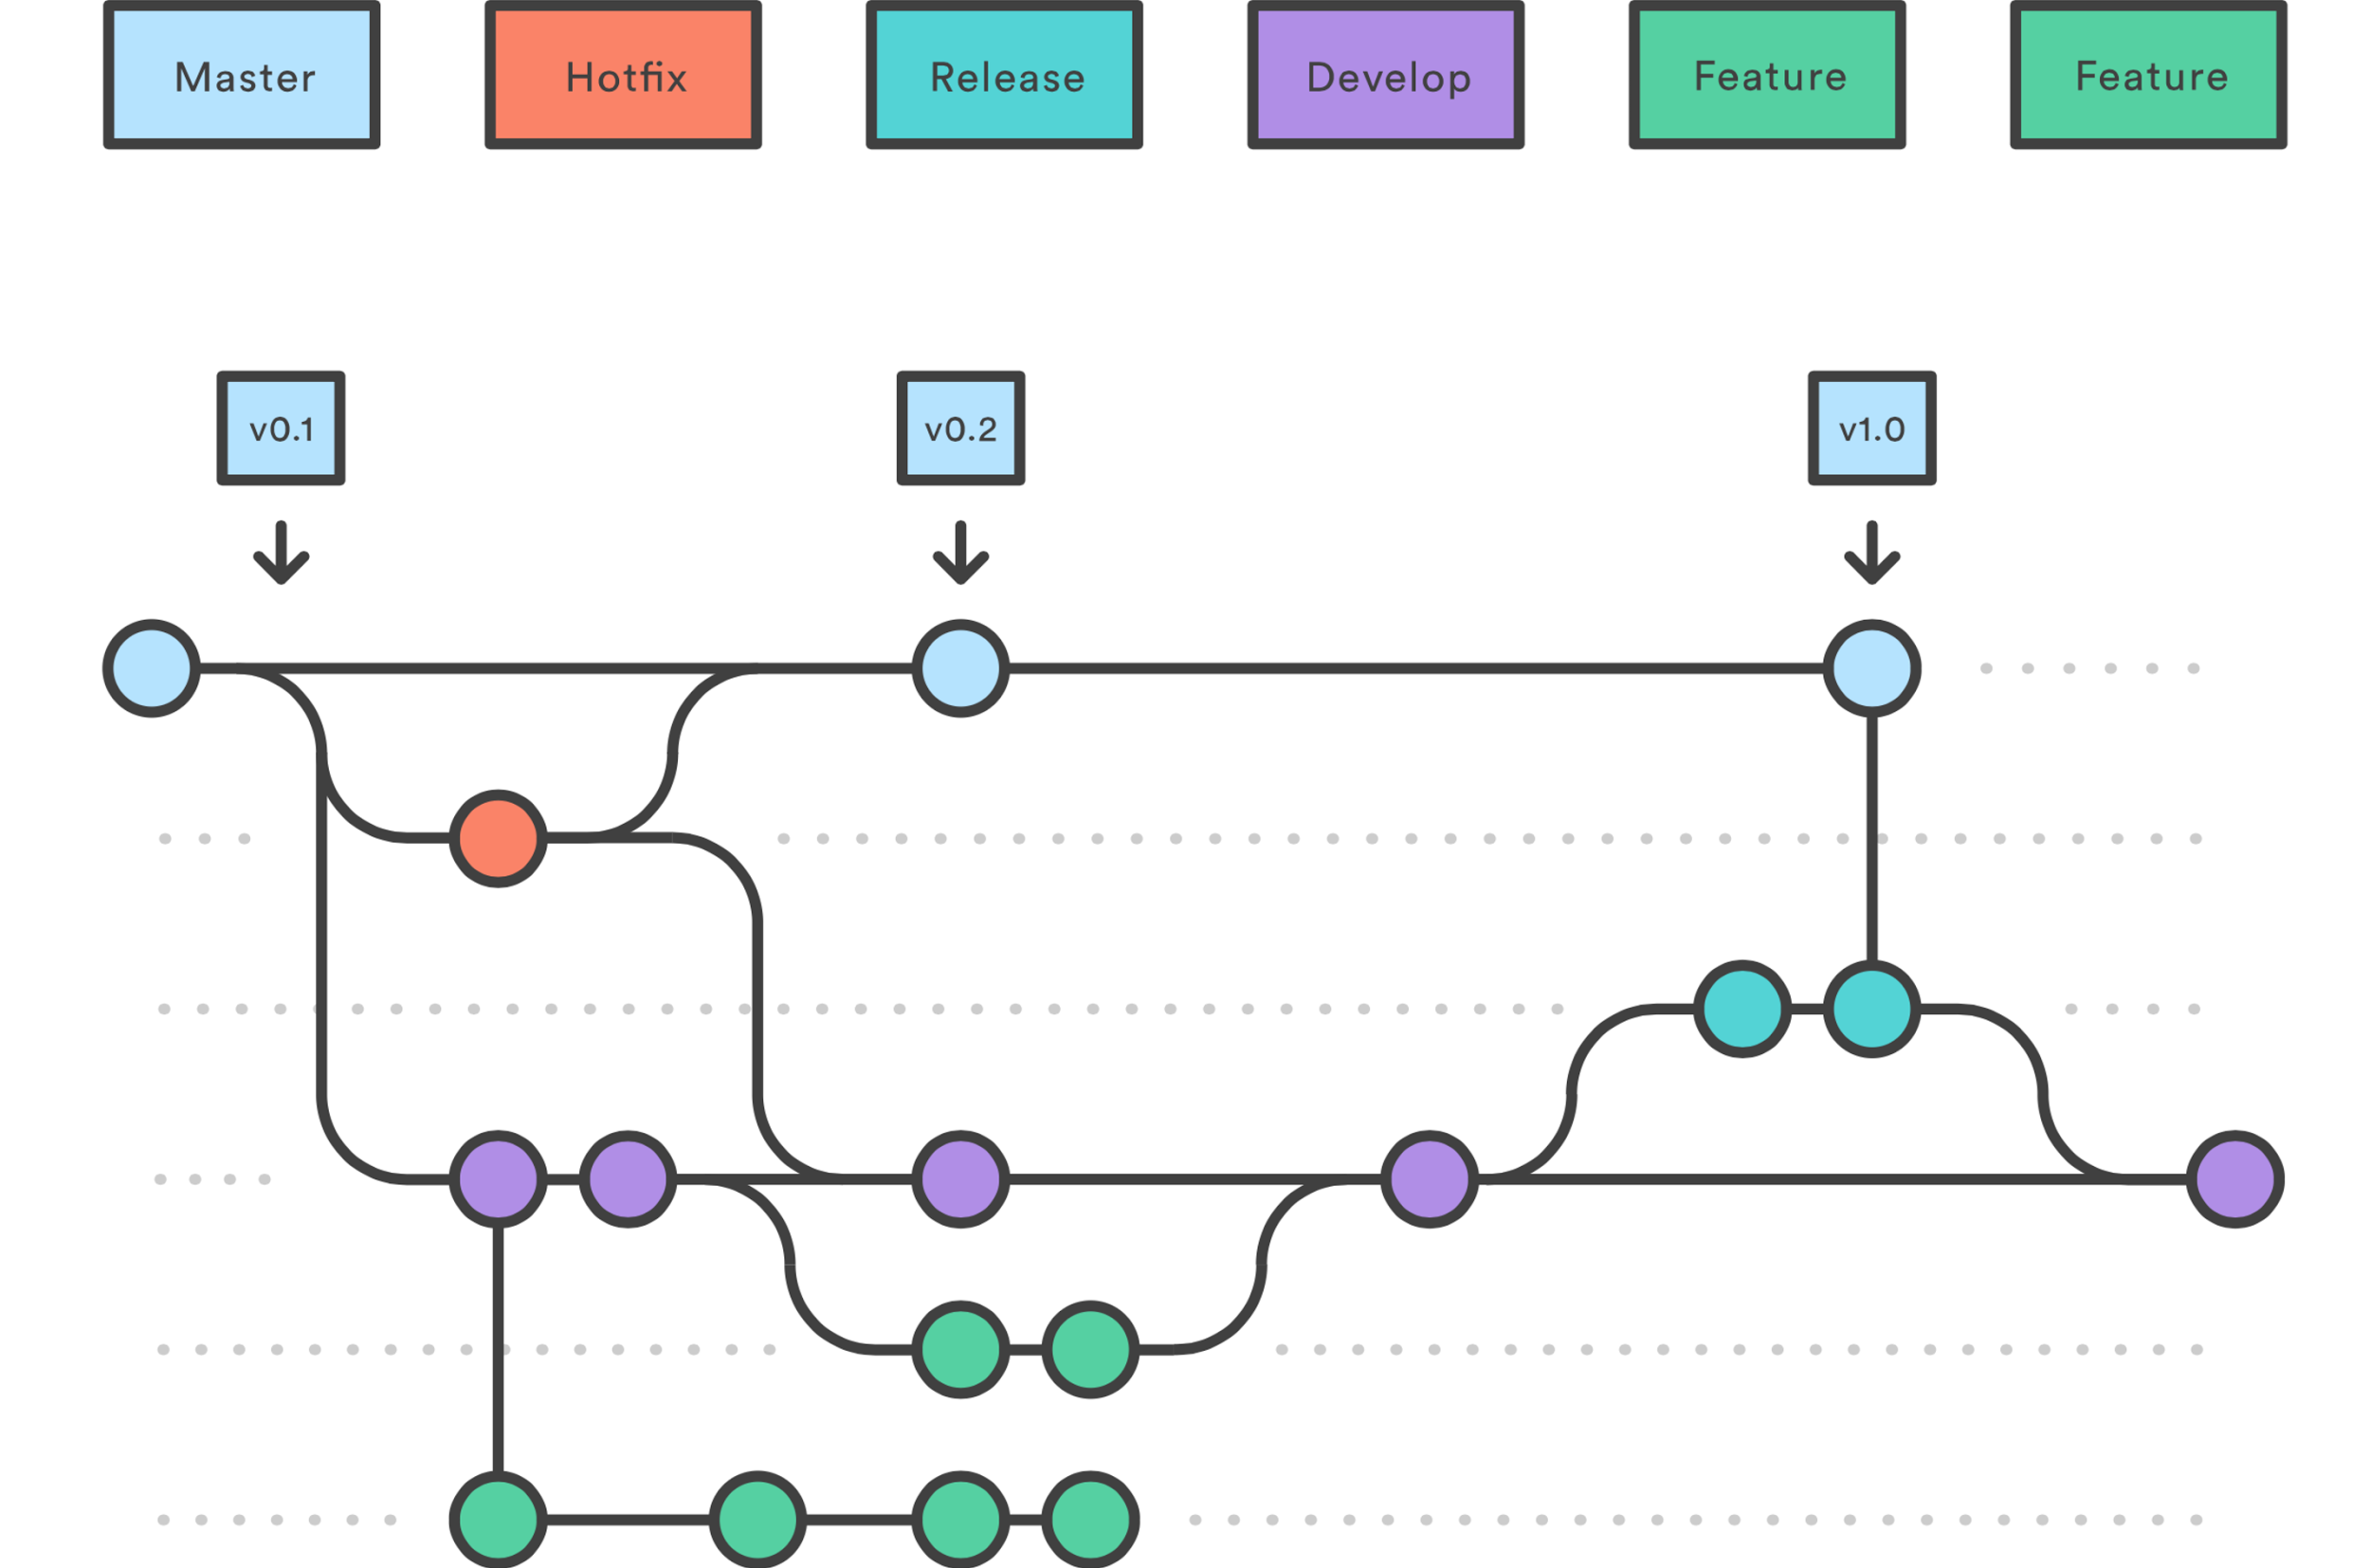 Master
Hotfix
Release
Develop
Feature
Feature
v0.1
v0.2
v1.0